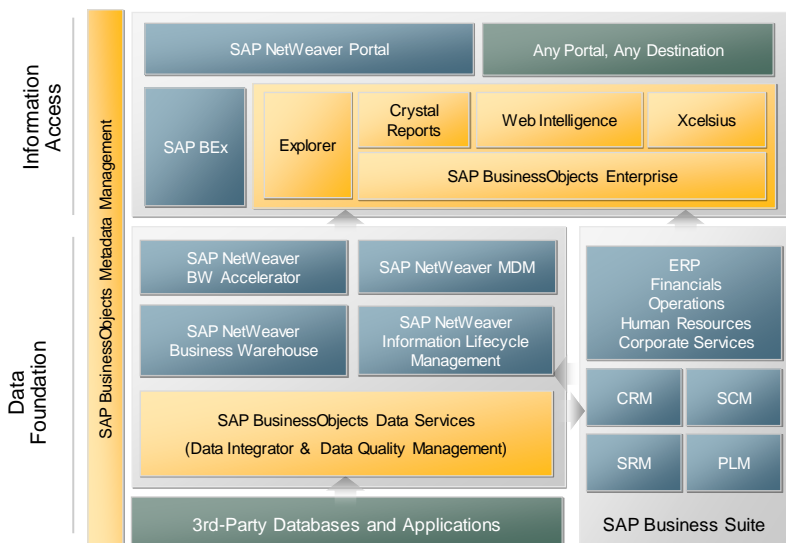 Information
Access
SAP BusinessObjects Metadata Management
SAP NetWeaver Portal
Any Portal, Any Destination
SAP BEx
Explorer
Crystal
Reports
Web Intelligence
Xcelsius
SAP BusinessObjects Enterprise
Data
Foundation
SAP NetWeaver
BW Accelerator
SAP NetWeaver MDM
SAP NetWeaver
Business Warehouse
SAP NetWeaver
Information Lifecycle
Management
SAP BusinessObjects Data Services
(Data Integrator & Data Quality Management)
3rd-Party Databases and Applications
ERP
Financials
Operations
Human Resources
Corporate Services
CRM
SCM
SRM
PLM
SAP Business Suite